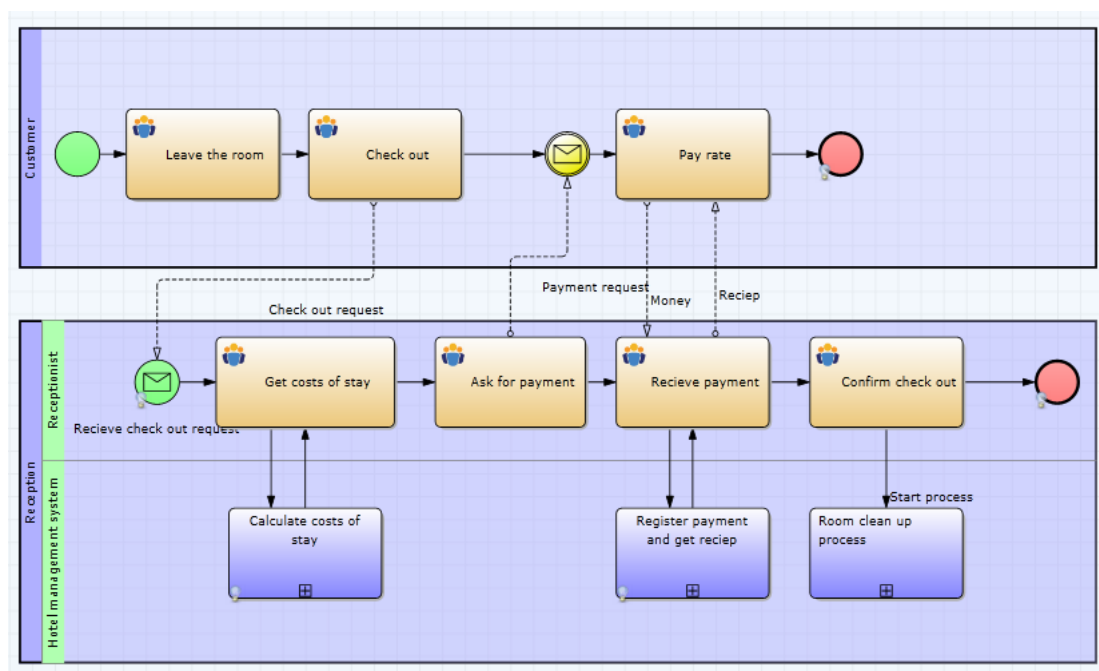 Customer
Leave the room
Check out
Pay rate
Payment request
Money
Reciep
Check out request
Reception
Receptionist
Get costs of stay
Ask for payment
Recieve payment
Confirm check out
Recieve check out request
Hotel management system
Start process
Calculate costs of
stay
Register payment
and get reciep
Room clean up
process